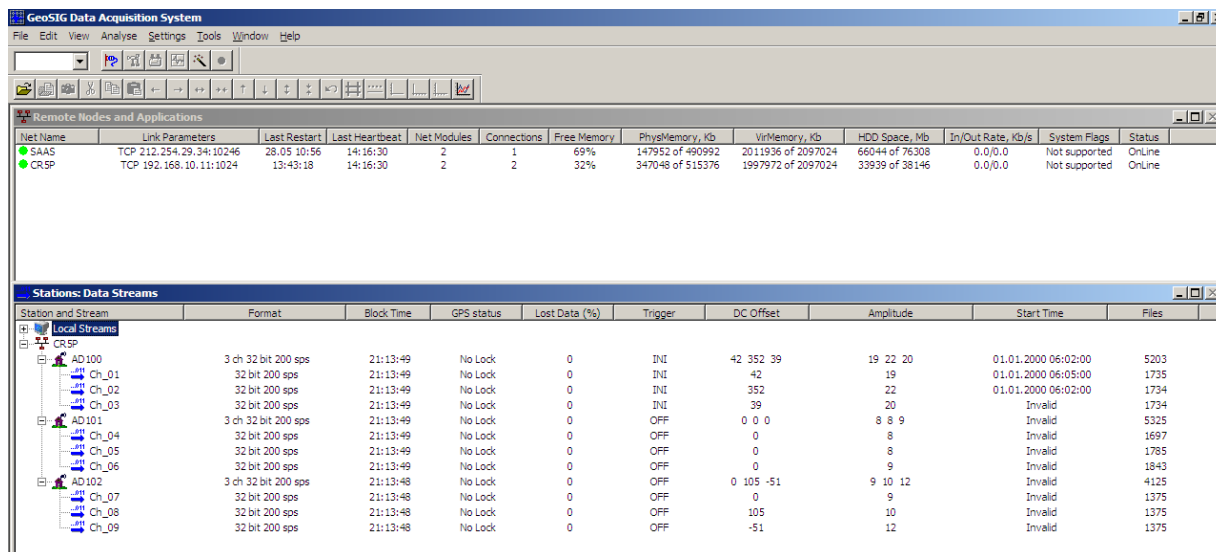 GeoSIG Data Acquisition System
File Edit View Analyse Settings Tools Window Help
Remote Nodes and Applications
Net Name Link Parameters Last Restart Last Heartbeat Net Modules Connections Free Memory PhysMemory, Kb VirMemory, Kb HDD Space, Mb In/Out Rate, Kb/s System Flags Status
SAAS TCP 212.254.29.34:10246 28.05 10:56 14:16:30 2 1 69% 147952 of 490992 2011936 of 2097024 66044 of 76308 0.0/0.0 Not supported OnLine
CR5P TCP 192.168.10.11:1024 13:43:18 14:16:30 2 2 32% 347048 of 515376 1997972 of 2097024 33939 of 38146 0.0/0.0 Not supported OnLine
Stations: Data Streams
Station and Stream Format Block Time GPS status Lost Data (%) Trigger DC Offset Amplitude Start Time Files
Local Streams
CR5P
AD100 3 ch 32 bit 200 sps 21:13:49 No Lock 0 INI 42 352 39 19 22 20 01.01.2000 06:02:00 5203
Ch_01 32 bit 200 sps 21:13:49 No Lock 0 INI 42 19 01.01.2000 06:05:00 1735
Ch_02 32 bit 200 sps 21:13:49 No Lock 0 INI 352 22 01.01.2000 06:02:00 1734
Ch_03 32 bit 200 sps 21:13:49 No Lock 0 INI 39 20 Invalid 1734
AD101 3 ch 32 bit 200 sps 21:13:49 No Lock 0 OFF 0 0 0 8 8 9 Invalid 5325
Ch_04 32 bit 200 sps 21:13:49 No Lock 0 OFF 0 8 Invalid 1697
Ch_05 32 bit 200 sps 21:13:49 No Lock 0 OFF 0 8 Invalid 1785
Ch_06 32 bit 200 sps 21:13:49 No Lock 0 OFF 0 9 Invalid 1843
AD102 3 ch 32 bit 200 sps 21:13:48 No Lock 0 OFF 0 105 -51 9 10 12 Invalid 4125
Ch_07 32 bit 200 sps 21:13:48 No Lock 0 OFF 0 9 Invalid 1375
Ch_08 32 bit 200 sps 21:13:48 No Lock 0 OFF 105 10 Invalid 1375
Ch_09 32 bit 200 sps 21:13:48 No Lock 0 OFF -51 12 Invalid 1375